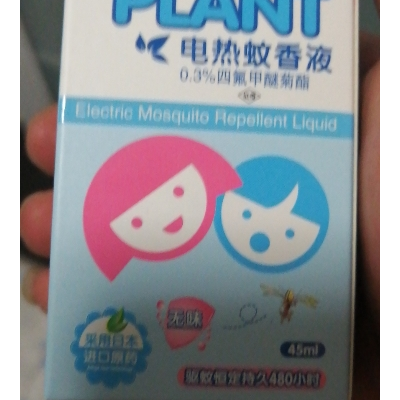 PLANT
电热蚊香液
0.3%四氟甲醚菊酯
Electric Mosquito Repellent Liquid
无味
采用日本
进口原药
45ml
驱蚊恒定持久480小时